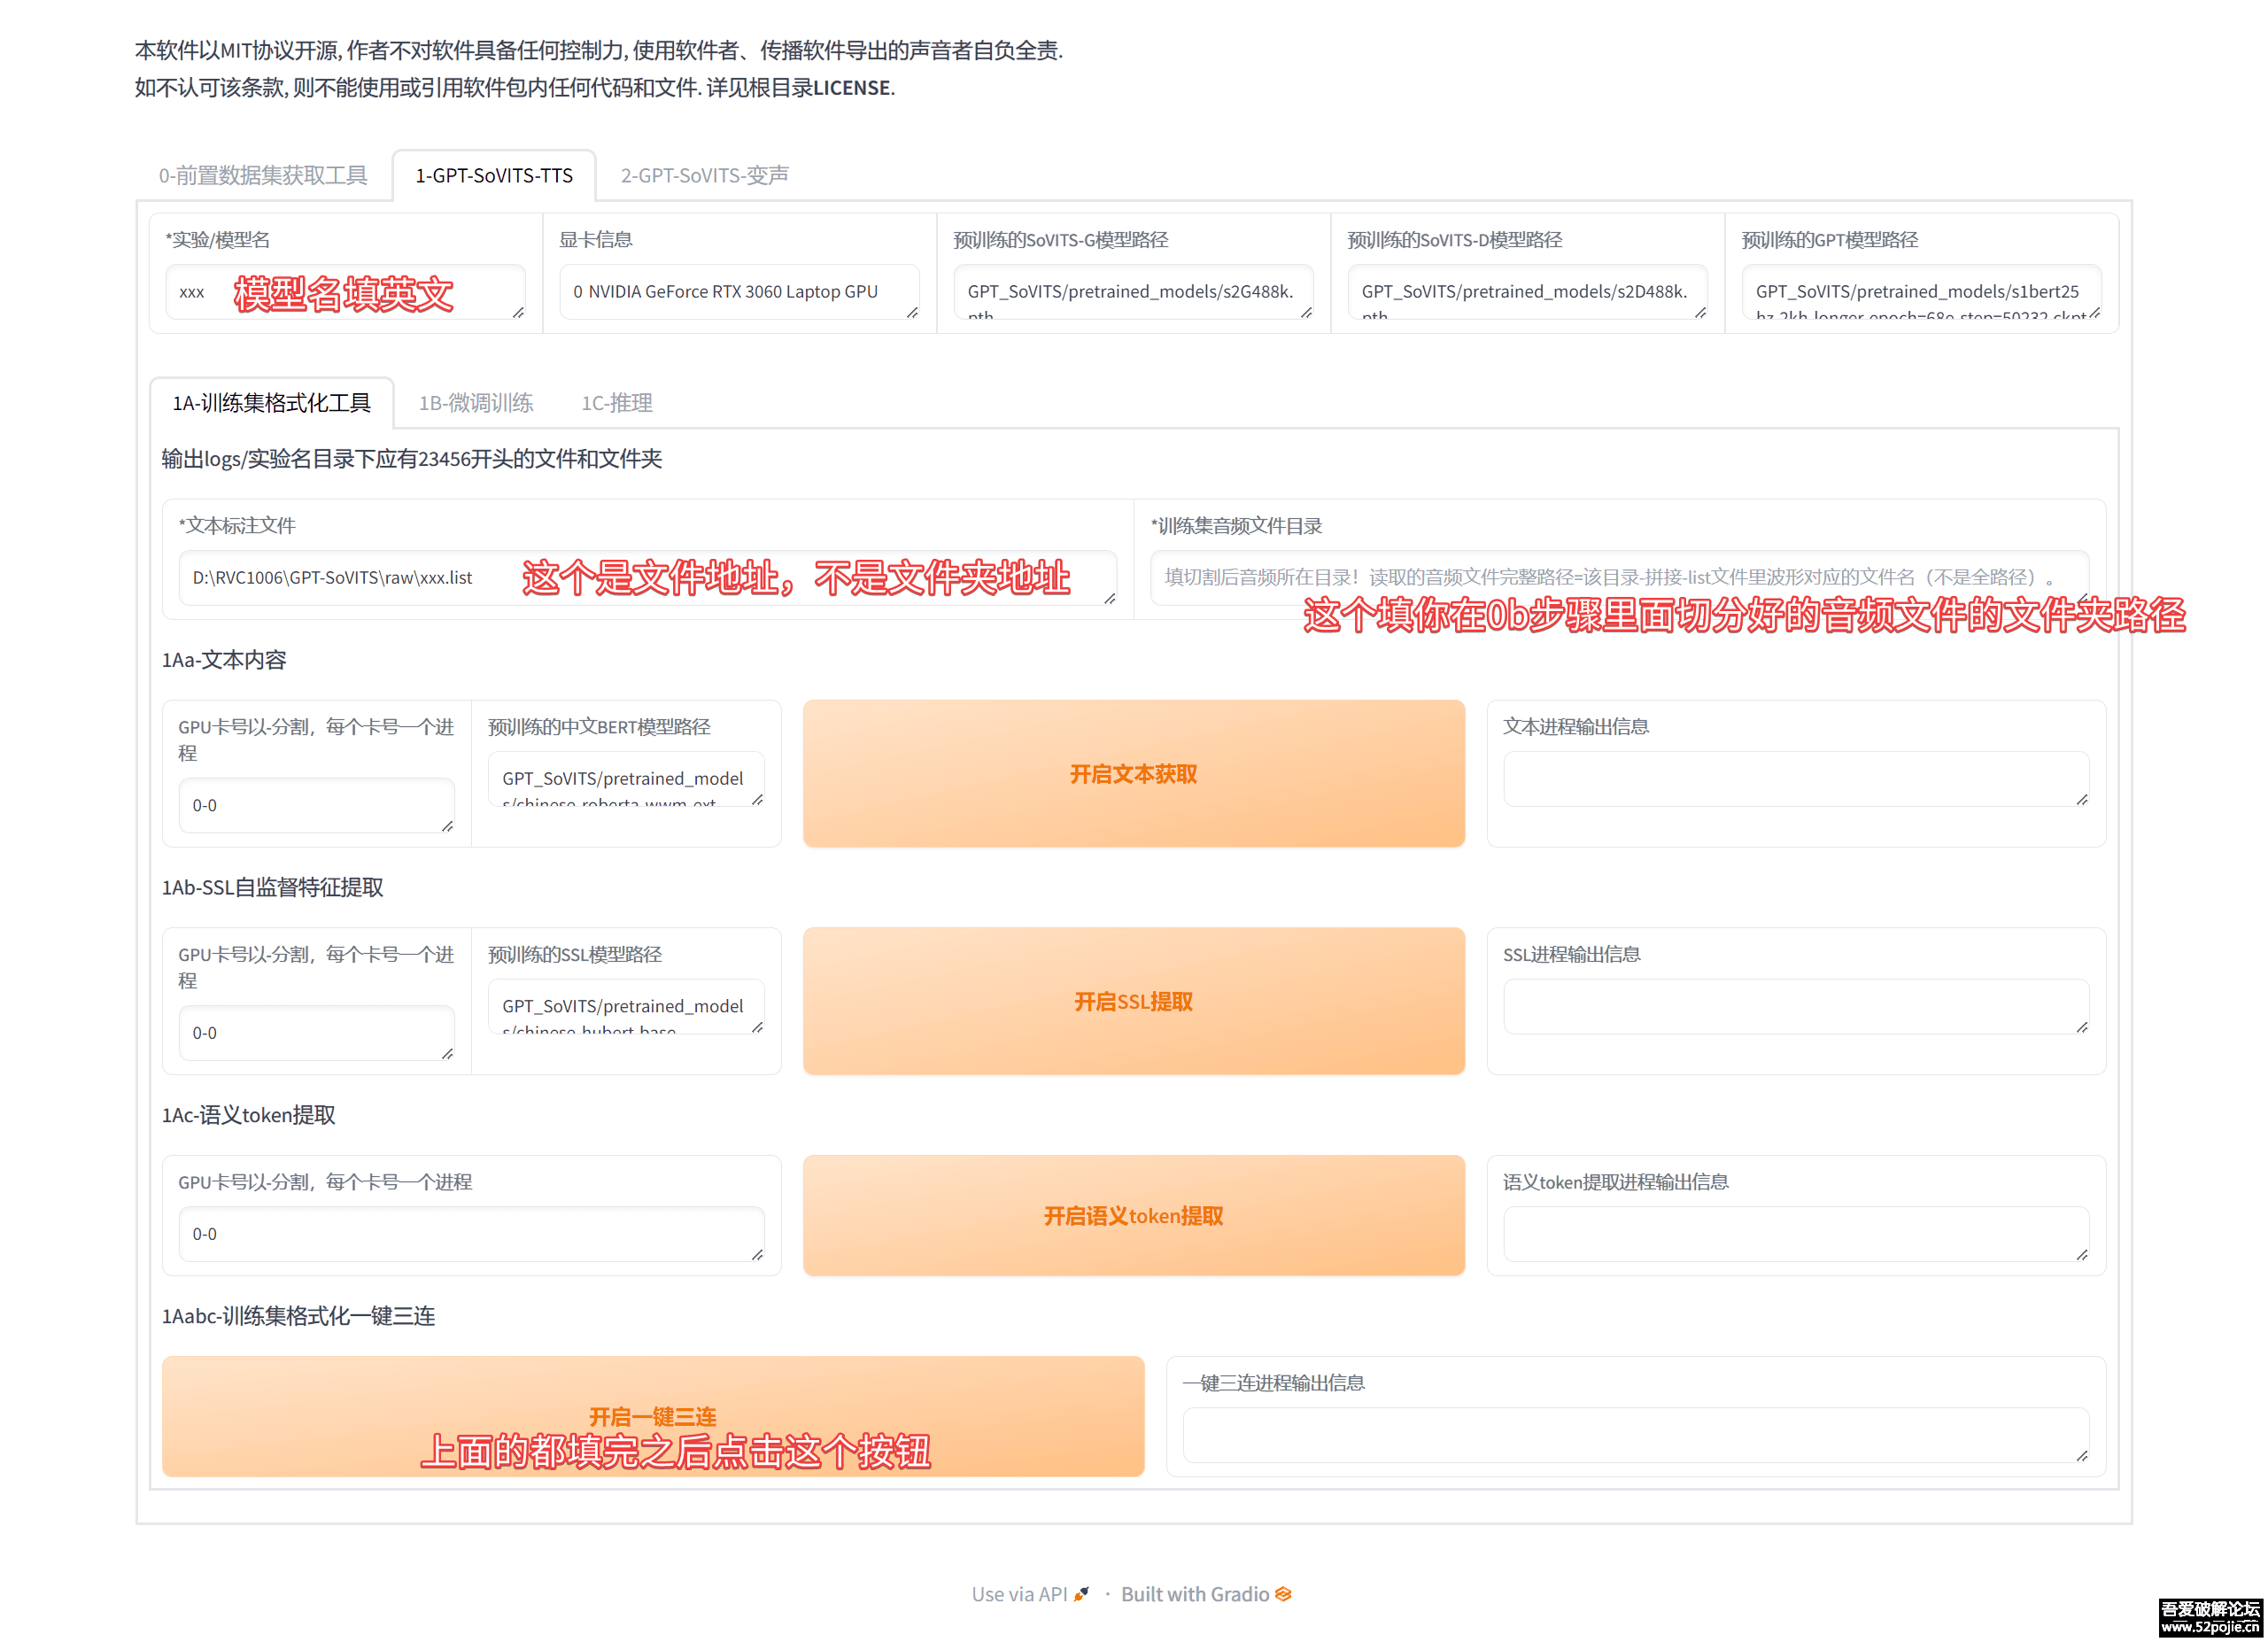 本软件以MIT协议开源, 作者不对软件具备任何控制力, 使用软件者、传播软件导出的声音者自负全责.
如不认可该条款, 则不能使用或引用软件包内任何代码和文件. 详见根目录LICENSE.
0-前置数据集获取工具
1-GPT-SoVITS-TTS
2-GPT-SoVITS-变声
*实验/模型名
显卡信息
预训练的SoVITS-G模型路径
预训练的SoVITS-D模型路径
预训练的GPT模型路径
xxx
模型名填英文
0 NVIDIA GeForce RTX 3060 Laptop GPU
GPT_SoVITS/pretrained_models/s2G488k.
pth
GPT_SoVITS/pretrained_models/s2D488k.
pth
GPT_SoVITS/pretrained_models/s1bert25
hz-2kh-longer-epoch=68e-step=50232.ckpt
1A-训练集格式化工具
1B-微调训练
1C-推理
输出logs/实验名目录下应有23456开头的文件和文件夹
*文本标注文件
*训练集音频文件目录
D:\RVC1006\GPT-SoVITS\raw\xxx.list
这个是文件地址，不是文件夹地址
填切割后音频所在目录！读取的音频文件完整路径=该目录-拼接-list文件里波形对应的文件名（不是全路径）。
这个填你在0b步骤里面切分好的音频文件的文件夹路径
1Aa-文本内容
GPU卡号以-分割，每个卡号一个进
程
0-0
预训练的中文BERT模型路径
GPT_SoVITS/pretrained_model
s/chinese-roberta-wwm-ext
开启文本获取
文本进程输出信息
1Ab-SSL自监督特征提取
GPU卡号以-分割，每个卡号一个进
程
0-0
预训练的SSL模型路径
GPT_SoVITS/pretrained_model
s/chinese-hubert-base
开启SSL提取
SSL进程输出信息
1Ac-语义token提取
GPU卡号以-分割，每个卡号一个进程
0-0
开启语义token提取
语义token提取进程输出信息
1Aabc-训练集格式化一键三连
开启一键三连
上面的都填完之后点击这个按钮
一键三连进程输出信息
Use via API · Built with Gradio
吾爱破解论坛
www.52pojie.cn